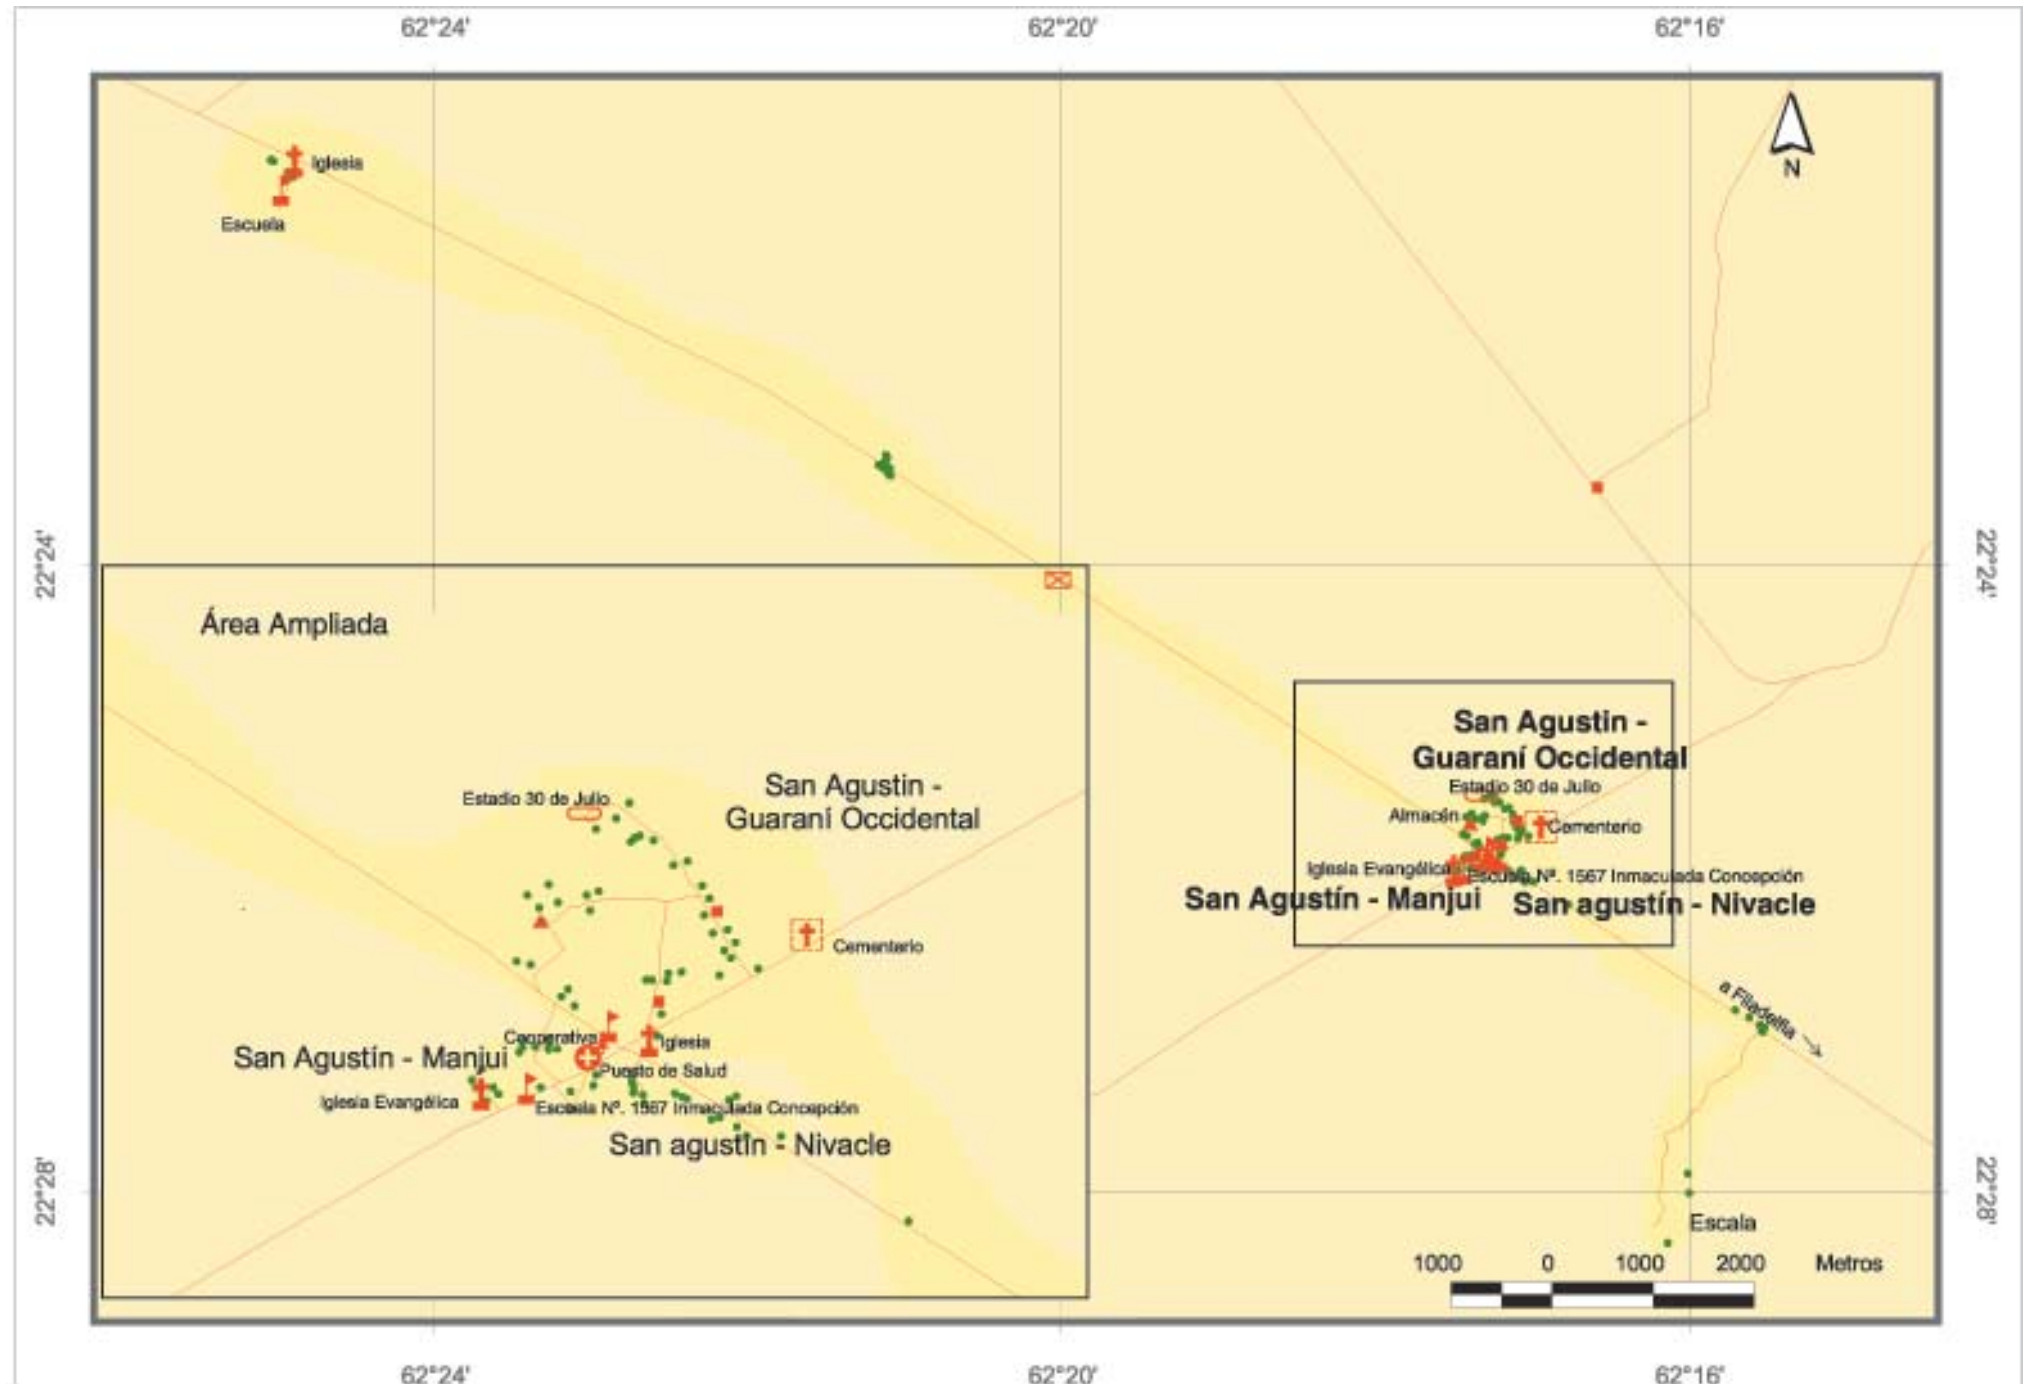 62°24'
62°20'
62°16'
N
Iglesia
Escuela
22°24'
22°24'
Área Ampliada
San Agustin -
Guaraní Occidental
Estadio 30 de Julio
Almacén
Cementerio
Iglesia Evangélica
Escuela Nº. 1567 Inmaculada Concepción
San Agustín - Manjui
San agustín - Nivacle
Estadio 30 de Julio
San Agustin -
Guaraní Occidental
Cementerio
Cooperativa
Iglesia
San Agustín - Manjui
Puesto de Salud
Iglesia Evangélica
Escuela Nº. 1567 Inmaculada Concepción
San agustín - Nivacle
a Filadelfia
22°28'
22°28'
Escala
1000 0 1000 2000 Metros
62°24'
62°20'
62°16'